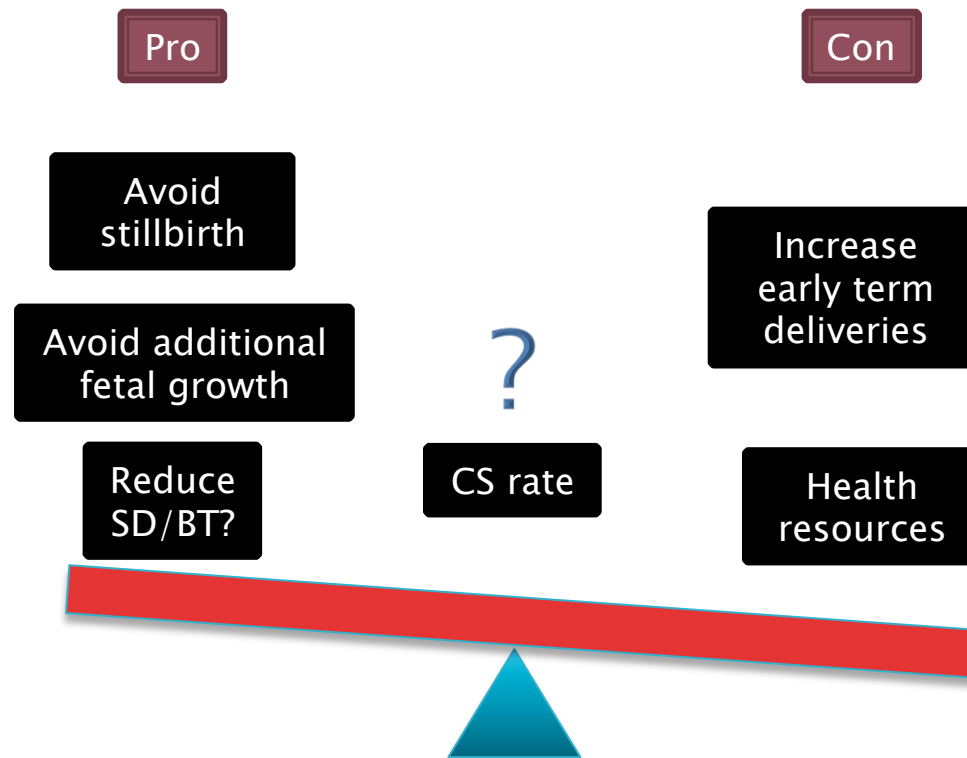 Pro
Con
Avoid
stillbirth
Avoid additional
fetal growth
Reduce
SD/BT?
?
CS rate
Increase
early term
deliveries
Health
resources